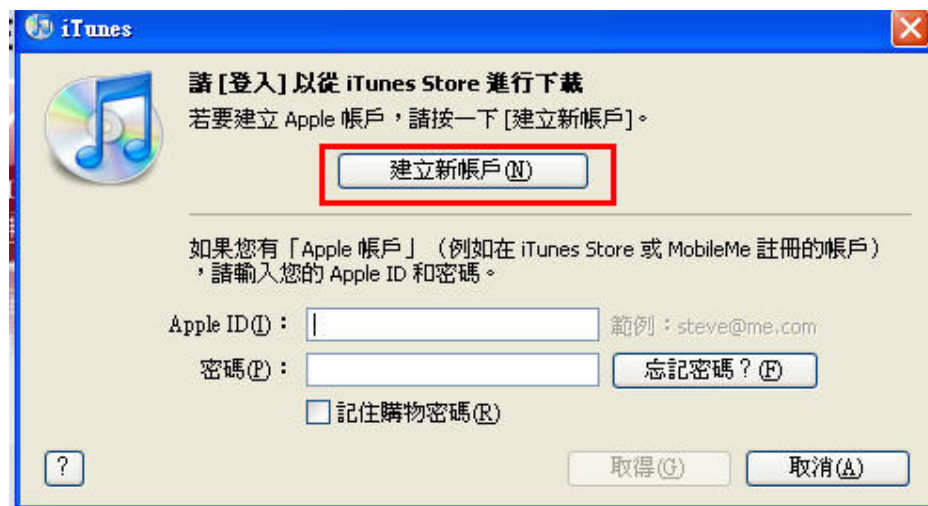 iTunes
請 [登入] 以從 iTunes Store 進行下載
若要建立 Apple 帳戶，請按一下 [建立新帳戶]。
建立新帳戶(N)
如果您有「Apple 帳戶」（例如在 iTunes Store 或 MobileMe 註冊的帳戶）
，請輸入您的 Apple ID 和密碼。
Apple ID(I)： 範例：steve@me.com
密碼(P)： 忘記密碼？(F)
記住購物密碼(R)
? 取得(G) 取消(A)